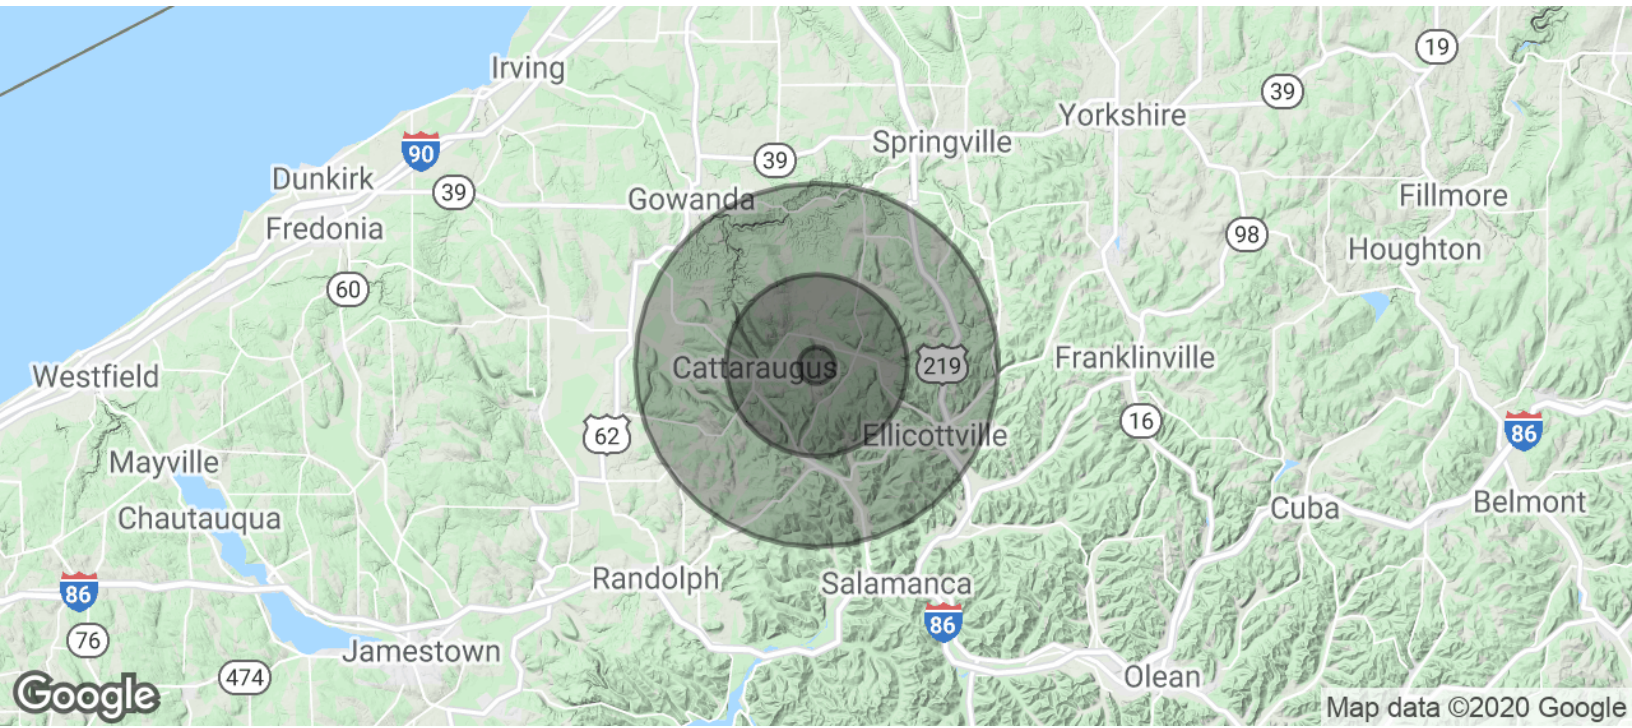 Irving
19
39
Yorkshire
Springville
90
39
Dunkirk
39
Gowanda
Fillmore
Fredonia
98
Houghton
60
Cattaraugus
219
Franklinville
Westfield
62
Ellicottville
16
86
Mayville
Chautauqua
Cuba
Belmont
Randolph
Salamanca
86
86
76
Jamestown
474
Olean
Google
Map data ©2020 Google